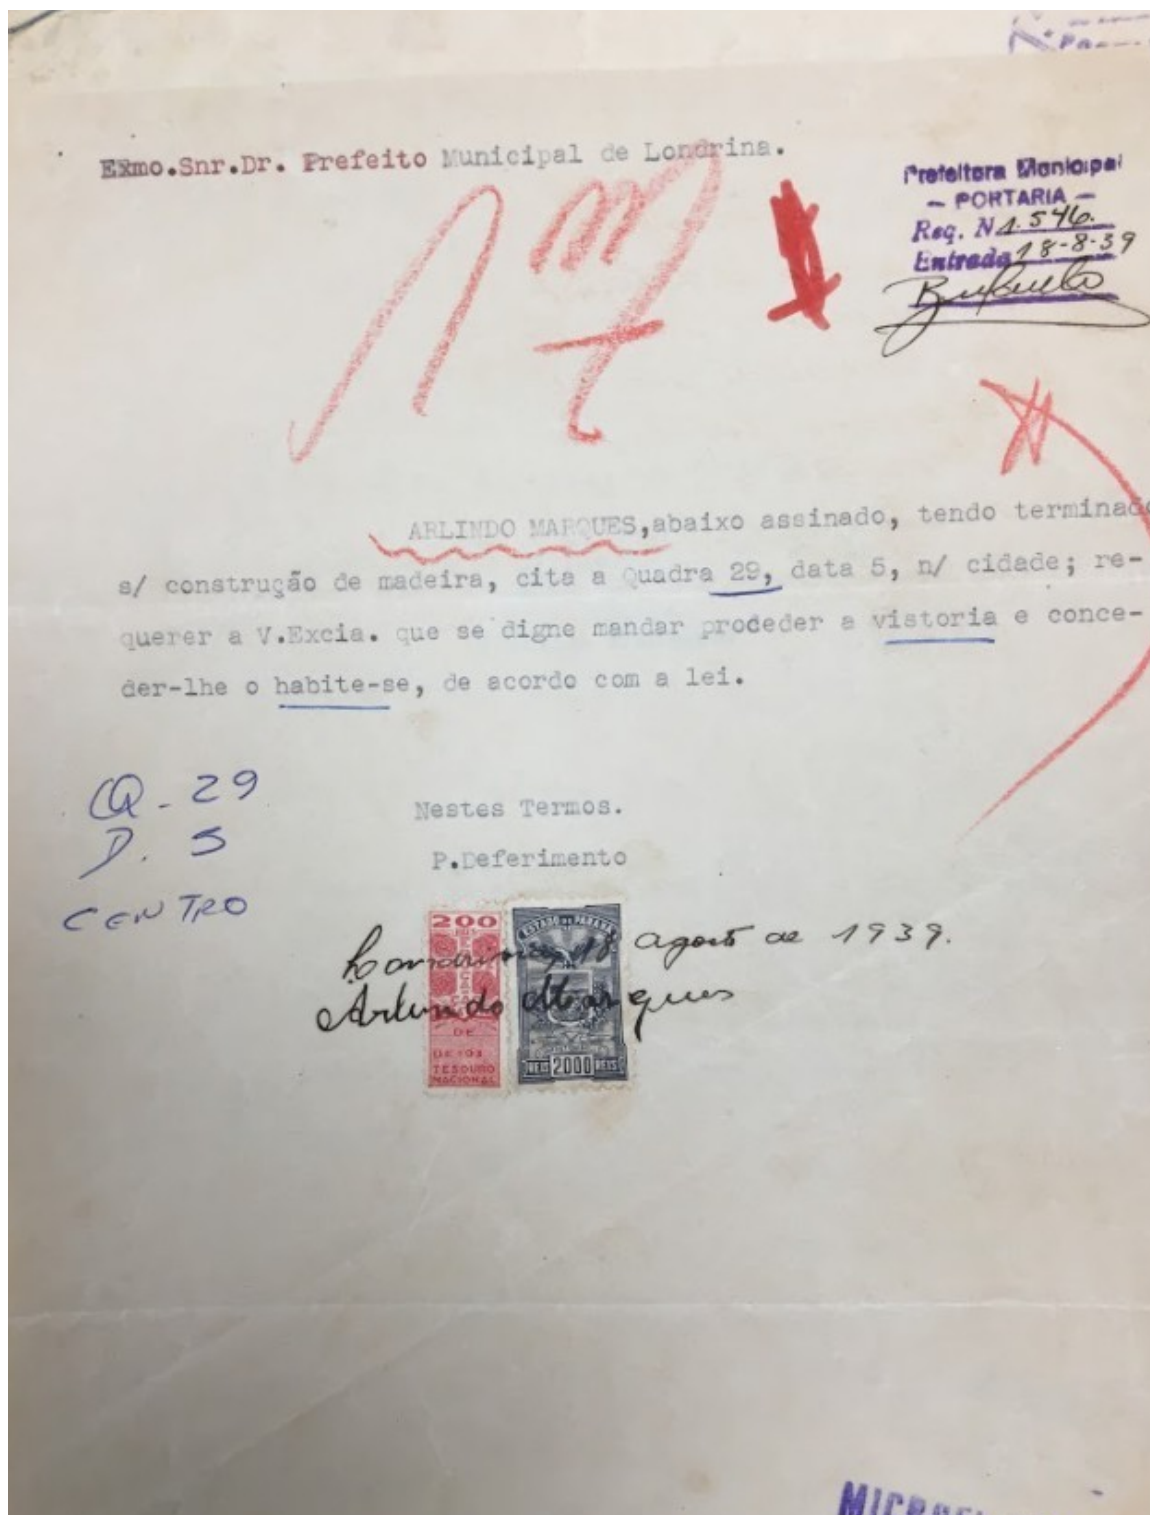 Exmo.Snr.Dr. Prefeito Municipal de Londrina.
Prefeitura Municipal
— PORTARIA —
Req. N 1.546.
Entrada 18-8-39
ARLINDO MARQUES,abaixo assinado, tendo terminado
s/ construção de madeira, cita a Quadra 29, data 5, n/ cidade; re-
querer a V.Excia. que se digne mandar proceder a vistoria e conce-
der-lhe o habite-se, de acordo com a lei.
Q - 29
D. 5
CENTRO
Nestes Termos.
P.Deferimento
200
ESTADO DO PARANÁ
Londrina, 18 agosto de 1939.
Arlindo Marques
DE
TESOURO
NACIONAL
REIS 2000 REIS